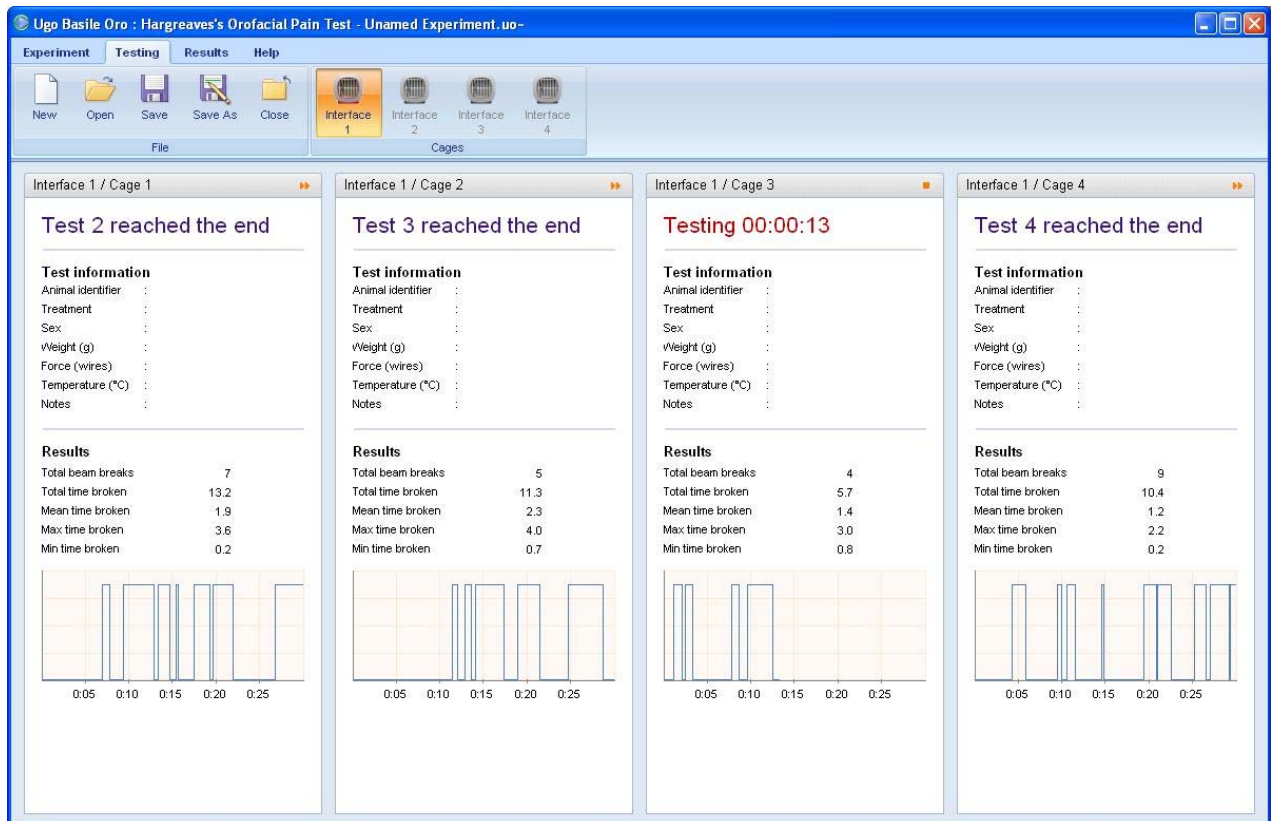 Ugo Basile Oro : Hargreaves's Orofacial Pain Test - Unamed Experiment.uo~
Experiment Testing Results Help
New Open Save Save As Close
Interface 1 Interface 2 Interface 3 Interface 4
File Cages
Interface 1 / Cage 1
Test 2 reached the end
Test information
Animal identifier :
Treatment :
Sex :
Weight (g) :
Force (wires) :
Temperature (°C) :
Notes :
Results
Total beam breaks 7
Total time broken 13.2
Mean time broken 1.9
Max time broken 3.6
Min time broken 0.2
0:05 0:10 0:15 0:20 0:25
Interface 1 / Cage 2
Test 3 reached the end
Test information
Animal identifier :
Treatment :
Sex :
Weight (g) :
Force (wires) :
Temperature (°C) :
Notes :
Results
Total beam breaks 5
Total time broken 11.3
Mean time broken 2.3
Max time broken 4.0
Min time broken 0.7
0:05 0:10 0:15 0:20 0:25
Interface 1 / Cage 3
Testing 00:00:13
Test information
Animal identifier :
Treatment :
Sex :
Weight (g) :
Force (wires) :
Temperature (°C) :
Notes :
Results
Total beam breaks 4
Total time broken 5.7
Mean time broken 1.4
Max time broken 3.0
Min time broken 0.8
0:05 0:10 0:15 0:20 0:25
Interface 1 / Cage 4
Test 4 reached the end
Test information
Animal identifier :
Treatment :
Sex :
Weight (g) :
Force (wires) :
Temperature (°C) :
Notes :
Results
Total beam breaks 9
Total time broken 10.4
Mean time broken 1.2
Max time broken 2.2
Min time broken 0.2
0:05 0:10 0:15 0:20 0:25